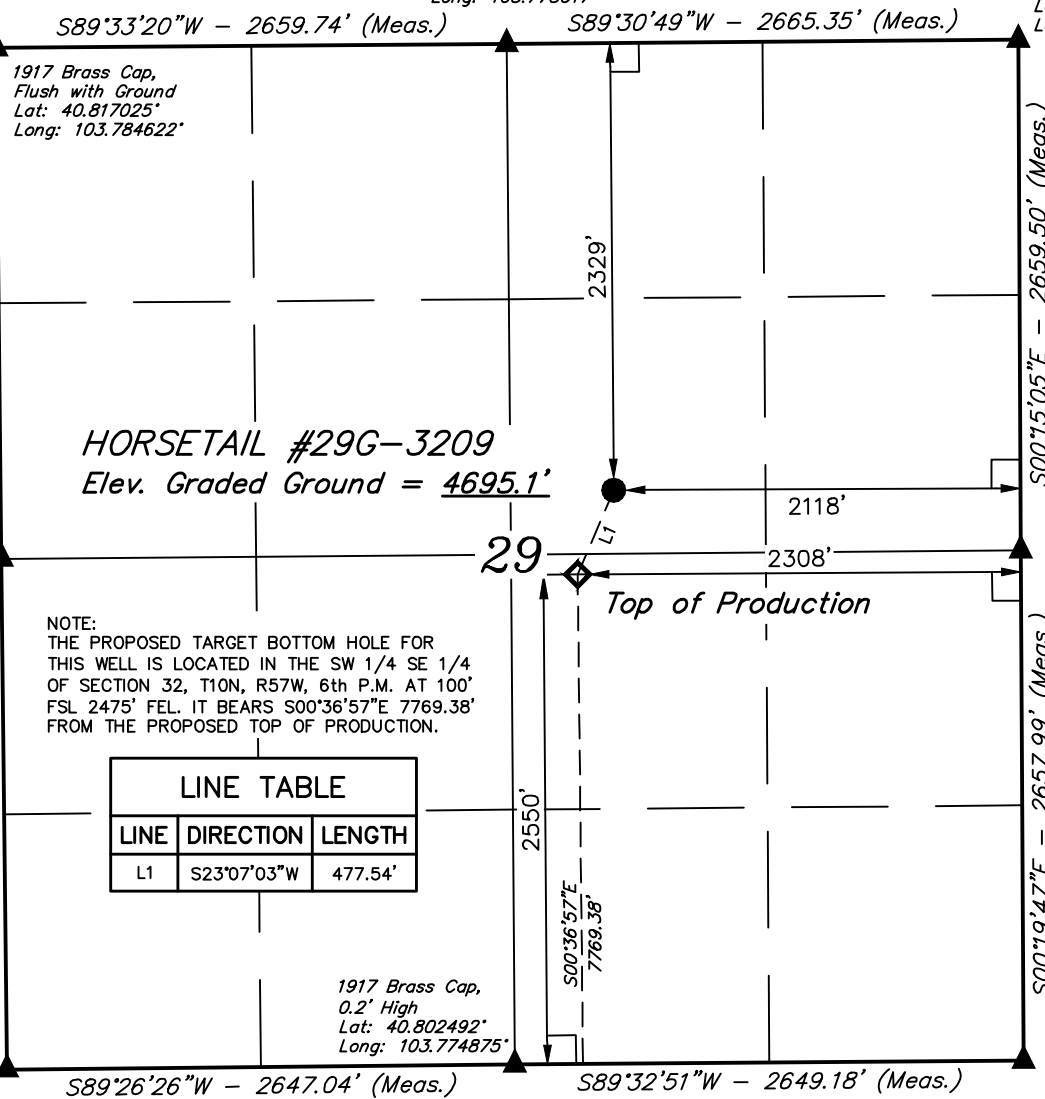 S89°33'20"W - 2659.74' (Meas.)
S89°30'49"W - 2665.35' (Meas.)
1917 Brass Cap,
Flush with Ground
Lat: 40.817025°
Long: 103.784622°
2329'
S00°15'05"E - 2659.50' (Meas.)
HORSETAIL #29G-3209
Elev. Graded Ground = 4695.1'
2118'
L1
29
2308'
Top of Production
NOTE:
THE PROPOSED TARGET BOTTOM HOLE FOR
THIS WELL IS LOCATED IN THE SW 1/4 SE 1/4
OF SECTION 32, T10N, R57W, 6th P.M. AT 100'
FSL 2475' FEL. IT BEARS S00°36'57"E 7769.38'
FROM THE PROPOSED TOP OF PRODUCTION.
LINE TABLE
LINE DIRECTION LENGTH
L1 S23°07'03"W 477.54'
2550'
S00°36'57"E
7769.38'
S00°19'47"E - 2657.99' (Meas.)
1917 Brass Cap,
0.2' High
Lat: 40.802492°
Long: 103.774875°
S89°26'26"W - 2647.04' (Meas.)
S89°32'51"W - 2649.18' (Meas.)